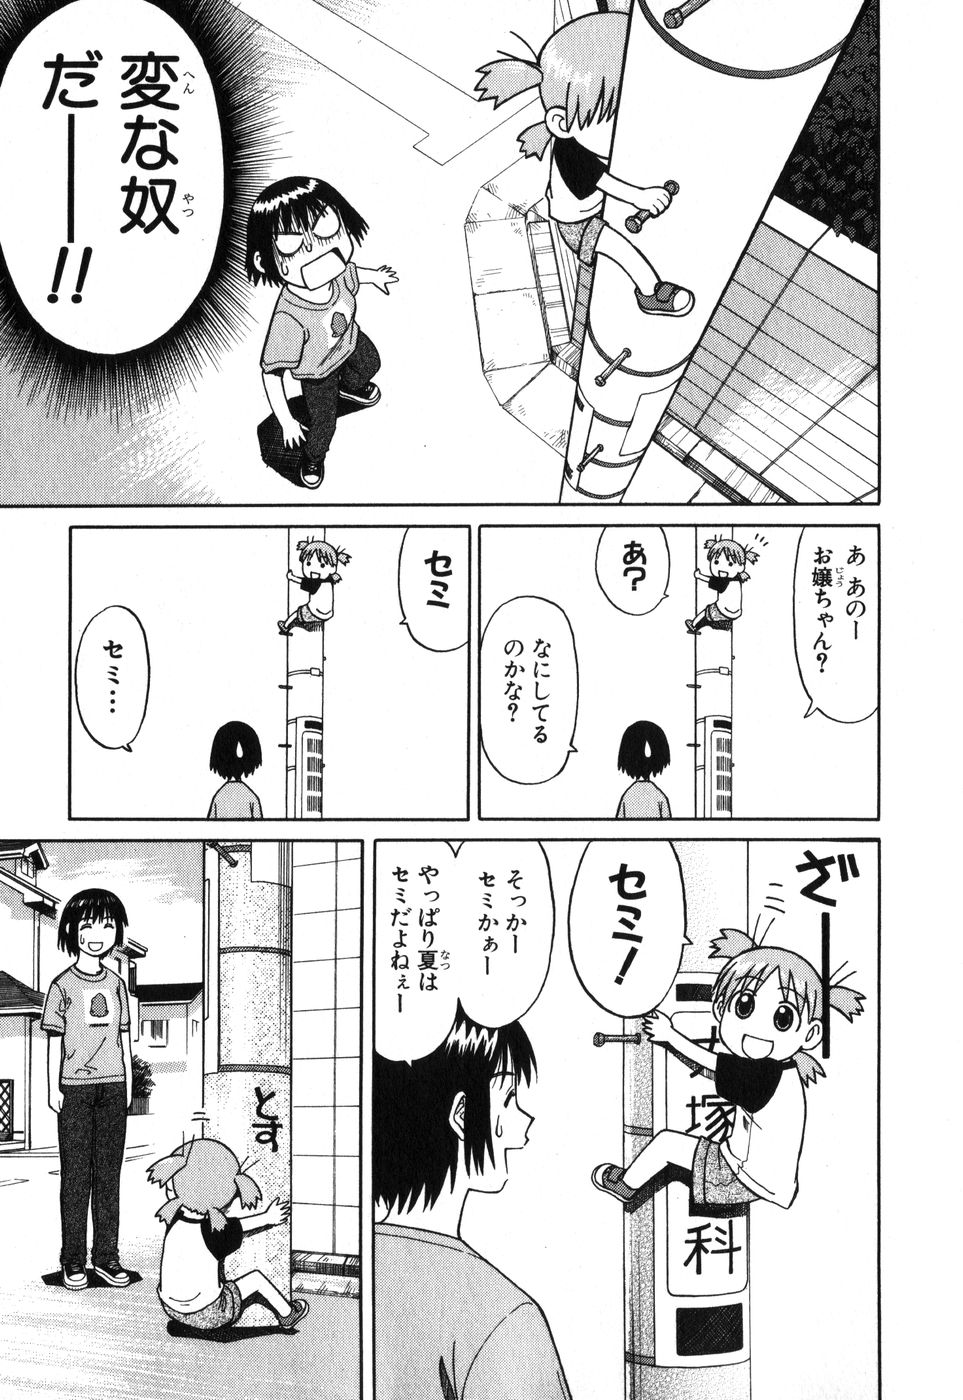 変な奴
だーー!!
あ あのー
お嬢ちゃん?
あ?
なにしてる
のかな?
セミ
セミ…
ざーー
セミ!
大塚
科
そっかー
セミかぁー
やっぱり夏は
セミだよねぇー
とす